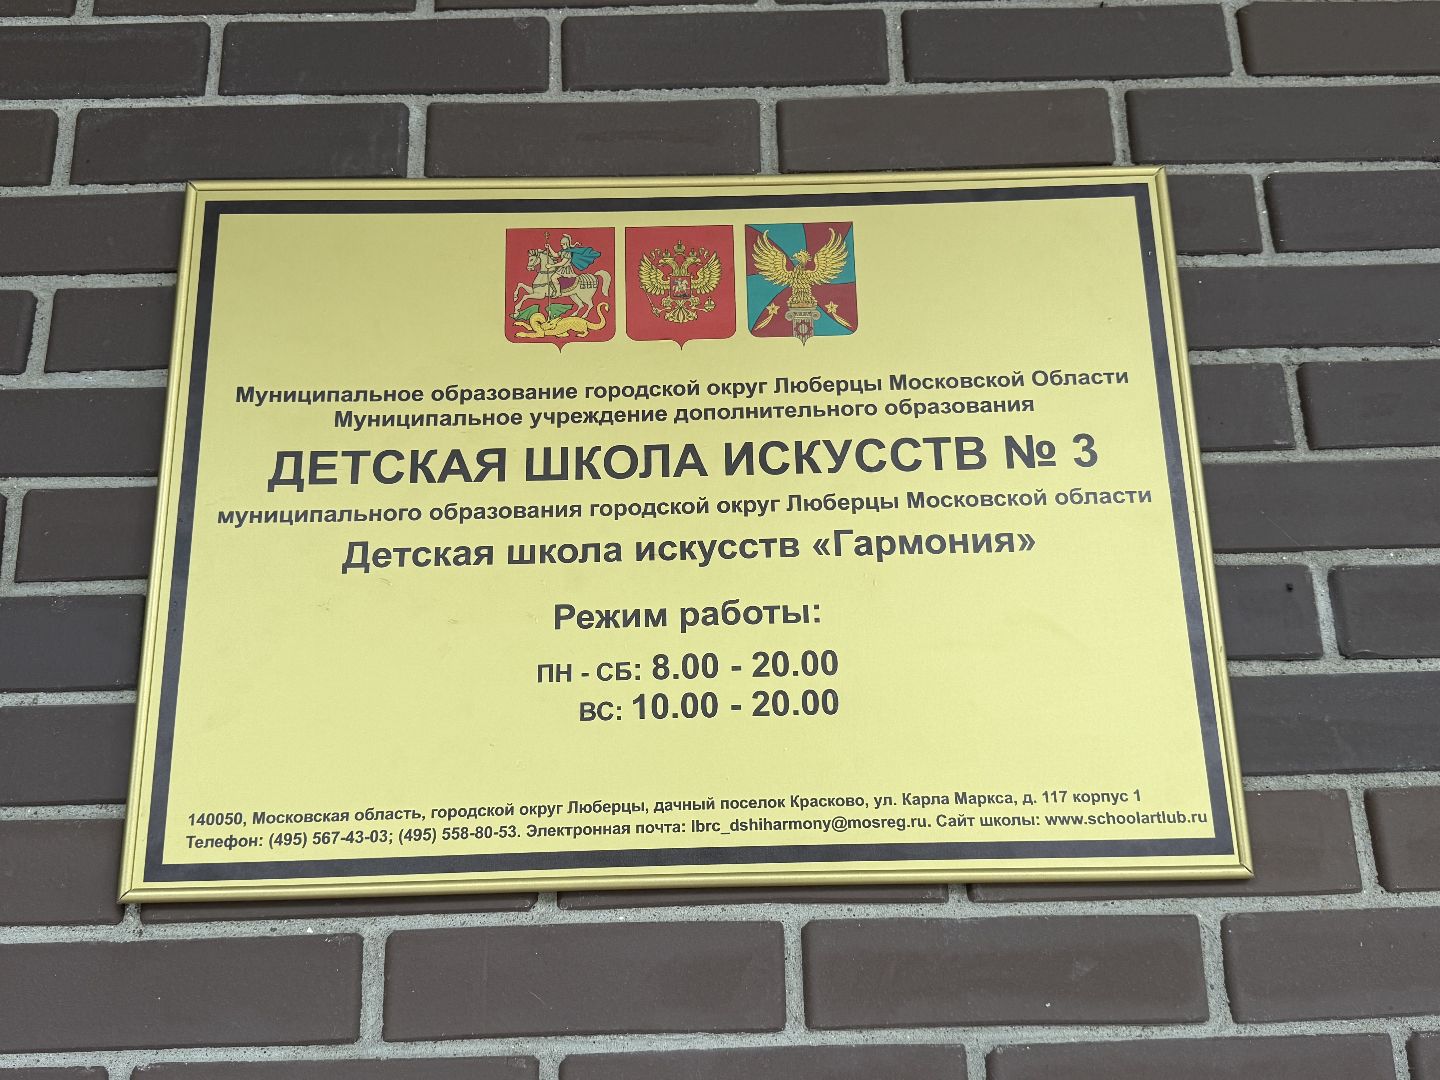 Муниципальное образование городской округ Люберцы Московской Области
Муниципальное учреждение дополнительного образования
ДЕТСКАЯ ШКОЛА ИСКУССТВ № 3
муниципального образования городской округ Люберцы Московской области
Детская школа искусств «Гармония»
Режим работы:
ПН - СБ: 8.00 - 20.00
ВС: 10.00 - 20.00
140050, Московская область, городской округ Люберцы, дачный поселок Красково, ул. Карла Маркса, д. 117 корпус 1
Телефон: (495) 567-43-03; (495) 558-80-53. Электронная почта: lbrc_dshiharmony@mosreg.ru. Сайт школы: www.schoolartlub.ru